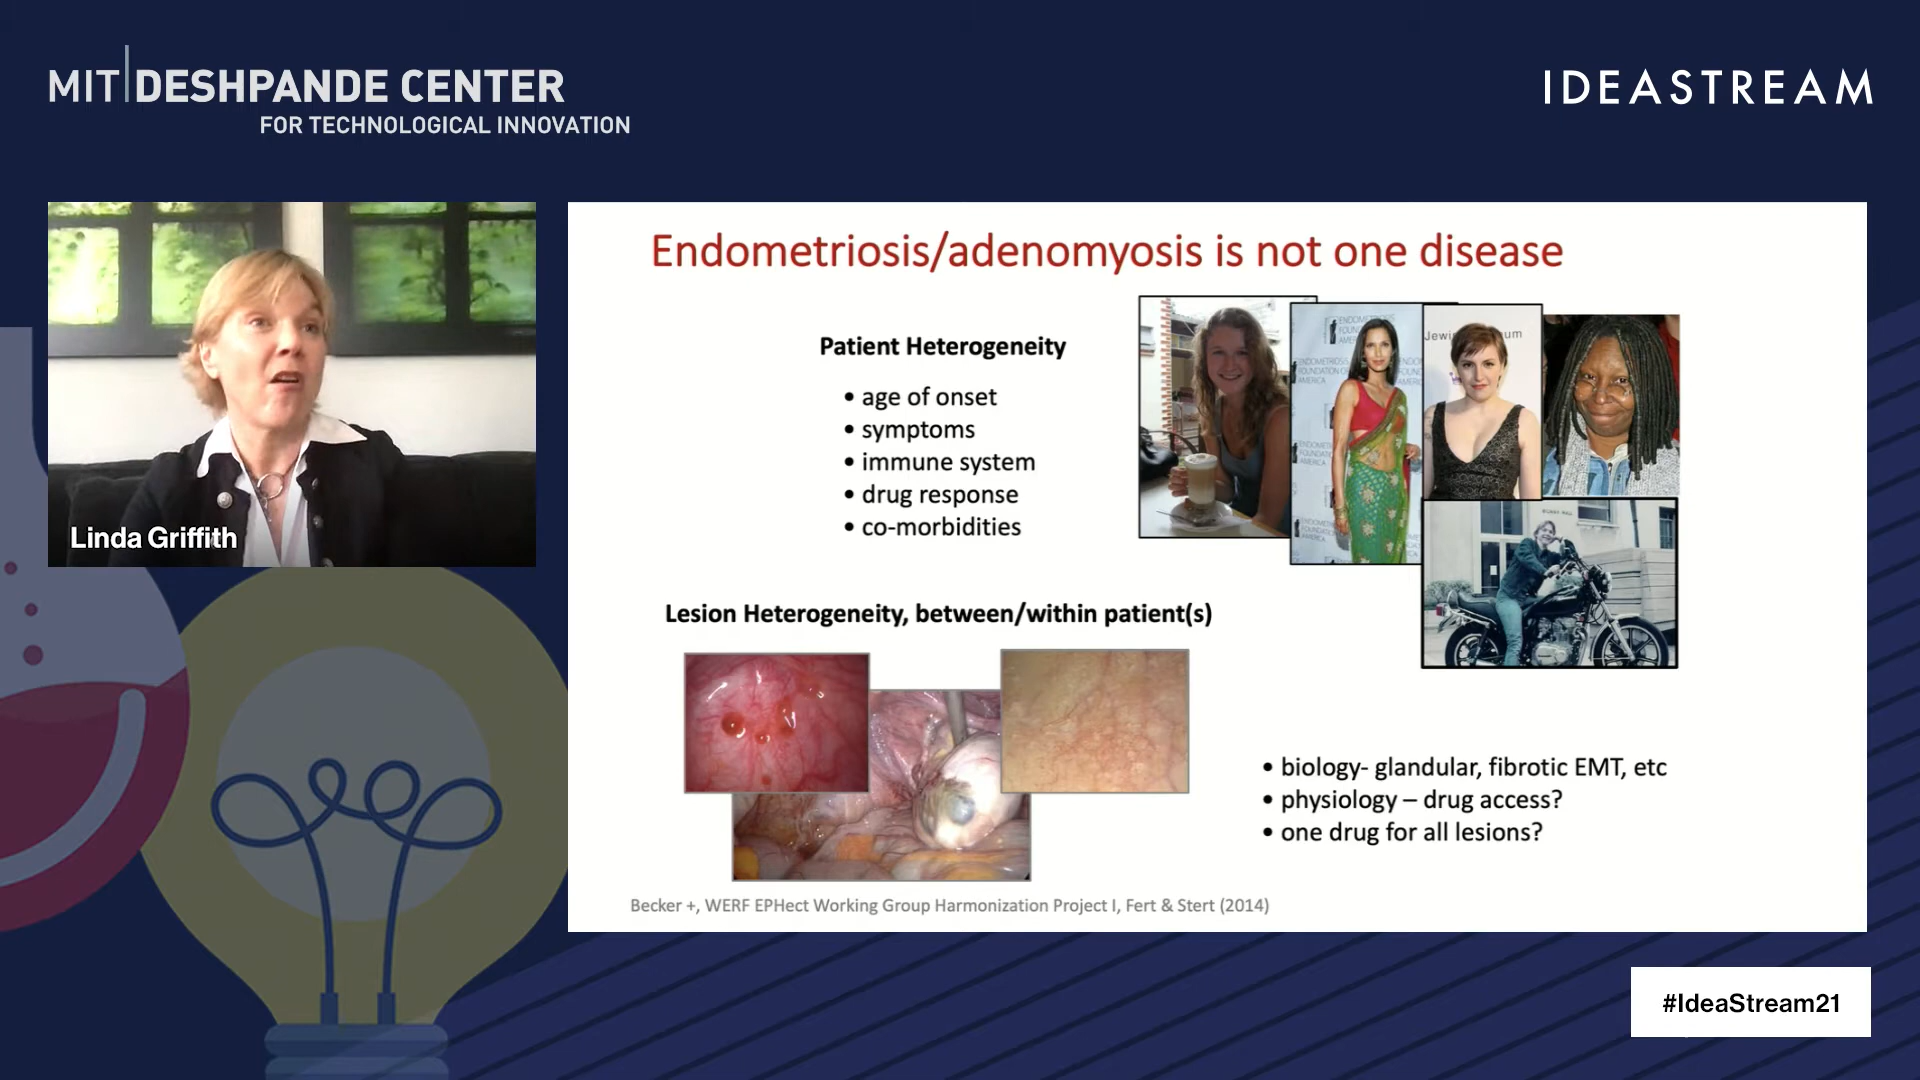 MIT DESHPANDE CENTER
FOR TECHNOLOGICAL INNOVATION
IDEASTREAM
Linda Griffith
Endometriosis/adenomyosis is not one disease
Patient Heterogeneity
• age of onset
• symptoms
• immune system
• drug response
• co-morbidities
Lesion Heterogeneity, between/within patient(s)
• biology- glandular, fibrotic EMT, etc
• physiology – drug access?
• one drug for all lesions?
Becker +, WERF EPHect Working Group Harmonization Project I, Fert & Stert (2014)
#IdeaStream21